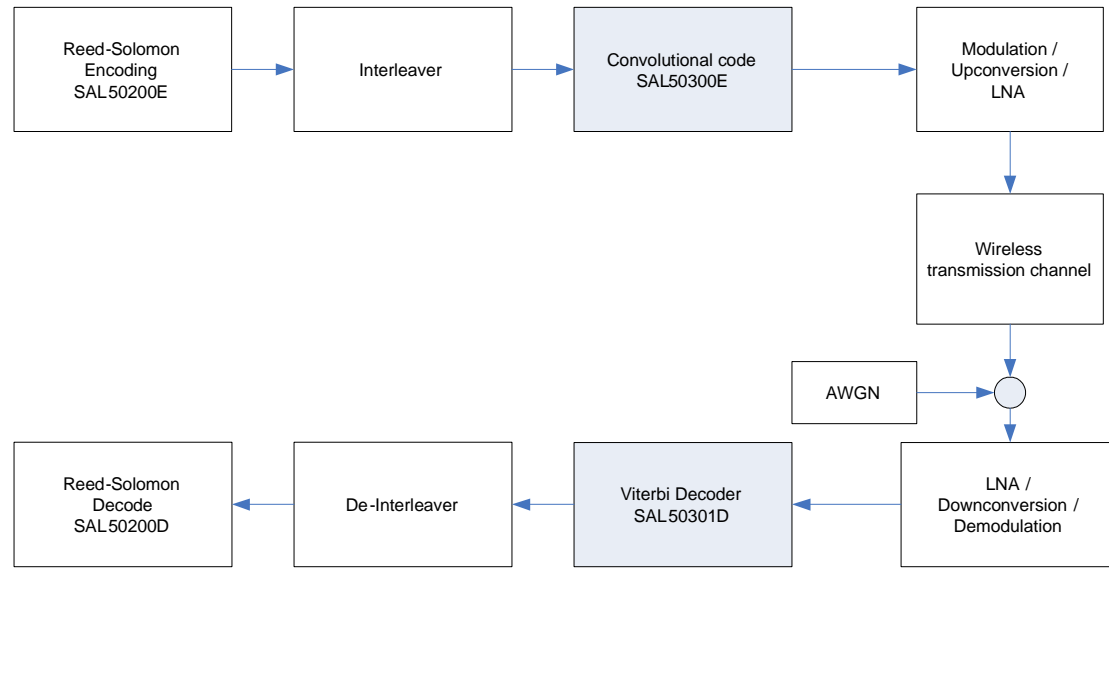 Reed-Solomon
Encoding
SAL50200E
Interleaver
Convolutional code
SAL50300E
Modulation /
Upconversion /
LNA
Wireless
transmission channel
AWGN
Reed-Solomon
Decode
SAL50200D
De-Interleaver
Viterbi Decoder
SAL50301D
LNA /
Downconversion /
Demodulation